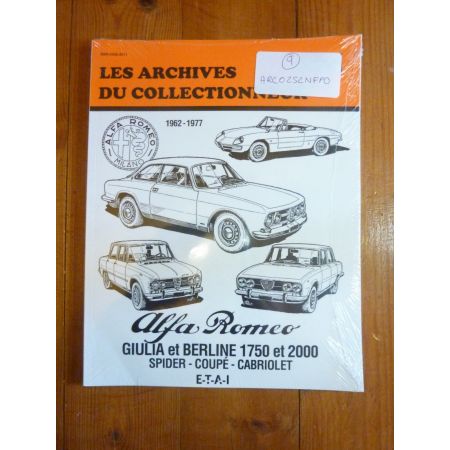 LES ARCHIVES
DU COLLECTIONNEUR
9
ARC025CNFPD
1962-1977
ALFA ROMEO
MILANO
Alfa Romeo
GIULIA et BERLINE 1750 et 2000
SPIDER - COUPÉ - CABRIOLET
E-T-A-I